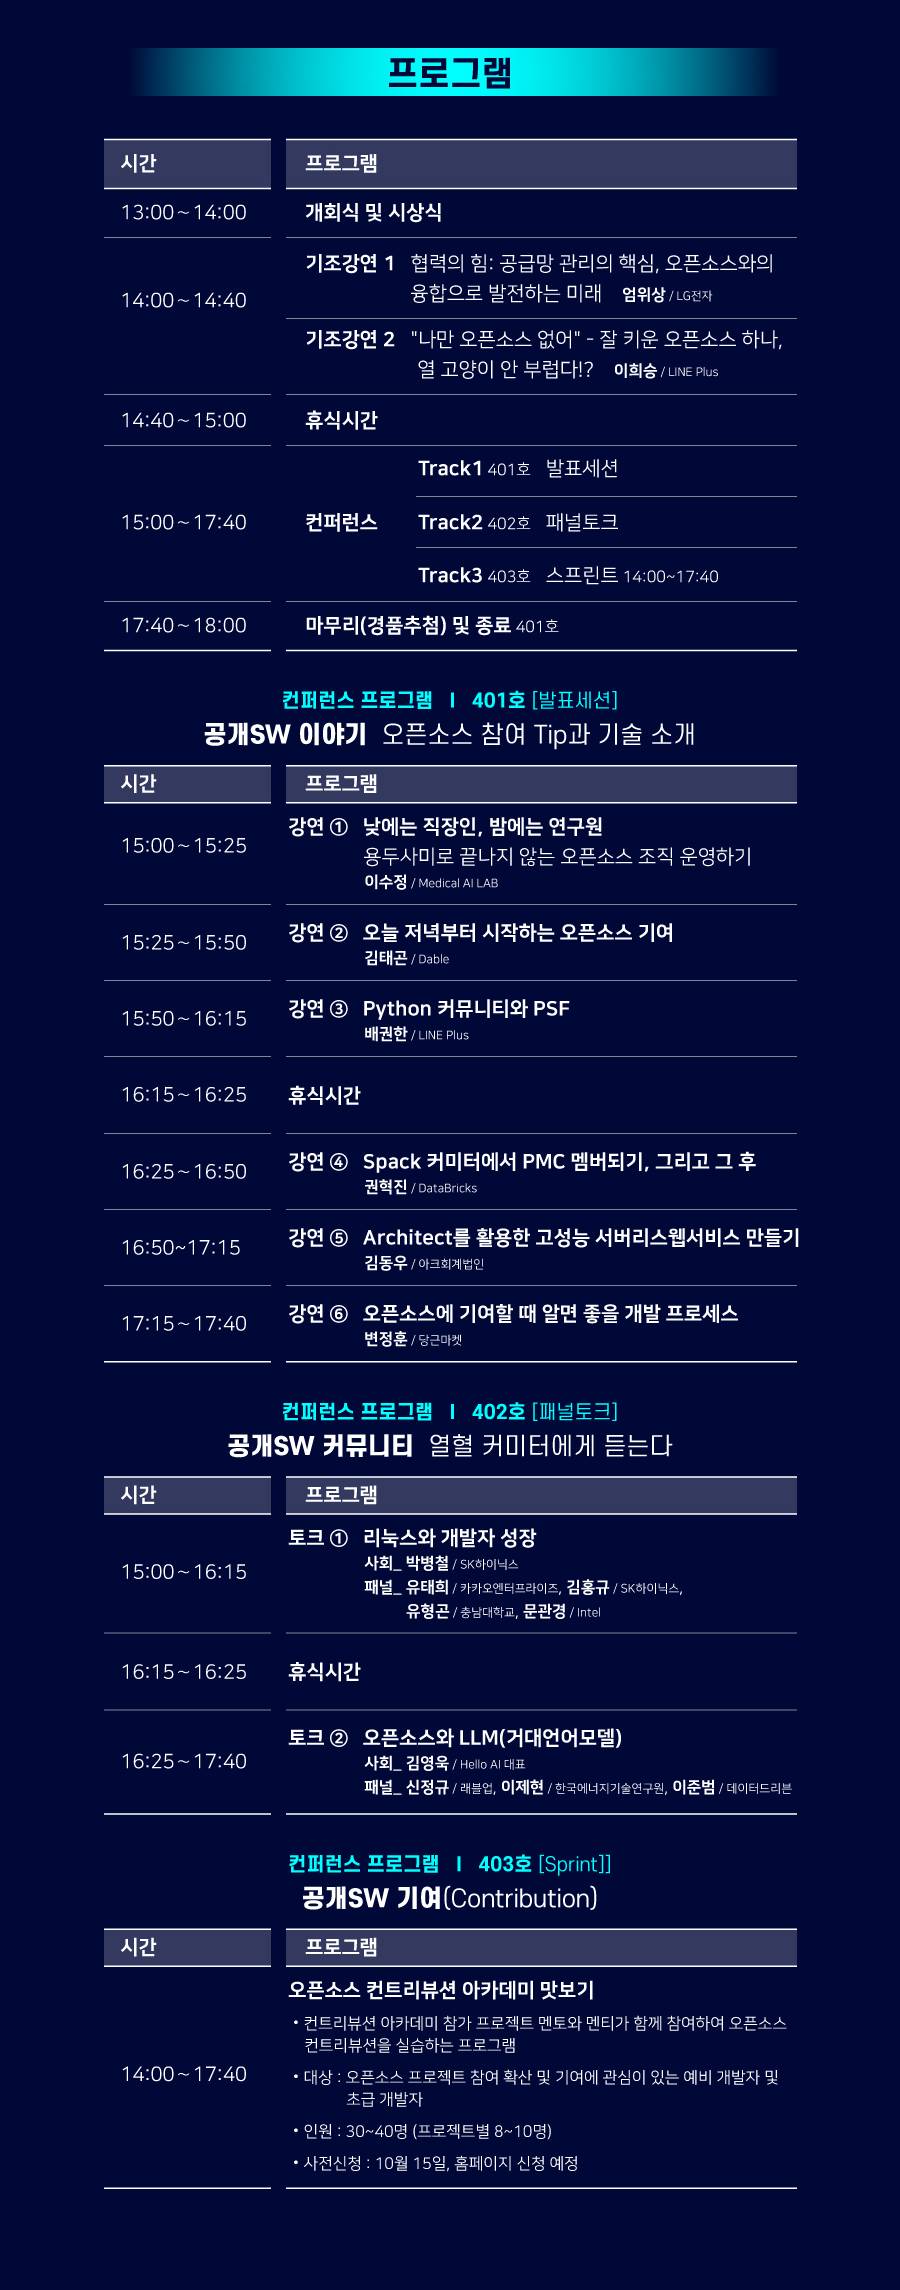 프로그램
시간 프로그램
13:00~14:00 개회식 및 시상식
14:00~14:40
기조강연 1 협력의 힘: 공급망 관리의 핵심, 오픈소스와의
융합으로 발전하는 미래 엄위상 / LG전자
기조강연 2 "나만 오픈소스 없어" - 잘 키운 오픈소스 하나,
열 고양이 안 부럽다!? 이희승 / LINE Plus
14:40~15:00 휴식시간
15:00~17:40 컨퍼런스
Track1 401호 발표세션
Track2 402호 패널토크
Track3 403호 스프린트 14:00~17:40
17:40~18:00 마무리(경품추첨) 및 종료 401호
컨퍼런스 프로그램 I 401호 [발표세션]
공개SW 이야기 오픈소스 참여 Tip과 기술 소개
시간 프로그램
15:00~15:25
강연 ① 낮에는 직장인, 밤에는 연구원
용두사미로 끝나지 않는 오픈소스 조직 운영하기
이수정 / Medical AI LAB
15:25~15:50
강연 ② 오늘 저녁부터 시작하는 오픈소스 기여
김태곤 / Dable
15:50~16:15
강연 ③ Python 커뮤니티와 PSF
배권한 / LINE Plus
16:15~16:25 휴식시간
16:25~16:50
강연 ④ Spack 커미터에서 PMC 멤버되기, 그리고 그 후
권혁진 / DataBricks
16:50~17:15
강연 ⑤ Architect를 활용한 고성능 서버리스웹서비스 만들기
김동우 / 아크회계법인
17:15~17:40
강연 ⑥ 오픈소스에 기여할 때 알면 좋을 개발 프로세스
변정훈 / 당근마켓
컨퍼런스 프로그램 I 402호 [패널토크]
공개SW 커뮤니티 열혈 커미터에게 듣는다
시간 프로그램
15:00~16:15
토크 ① 리눅스와 개발자 성장
사회_ 박병철 / SK하이닉스
패널_ 유태희 / 카카오엔터프라이즈, 김홍규 / SK하이닉스,
유형곤 / 충남대학교, 문관경 / Intel
16:15~16:25 휴식시간
16:25~17:40
토크 ② 오픈소스와 LLM(거대언어모델)
사회_ 김영욱 / Hello AI 대표
패널_ 신정규 / 래블업, 이제현 / 한국에너지기술연구원, 이준범 / 데이터드리븐
컨퍼런스 프로그램 I 403호 [Sprint]]
공개SW 기여(Contribution)
시간 프로그램
14:00~17:40
오픈소스 컨트리뷰션 아카데미 맛보기
• 컨트리뷰션 아카데미 참가 프로젝트 멘토와 멘티가 함께 참여하여 오픈소스
컨트리뷰션을 실습하는 프로그램
• 대상 : 오픈소스 프로젝트 참여 확산 및 기여에 관심이 있는 예비 개발자 및
초급 개발자
• 인원 : 30~40명 (프로젝트별 8~10명)
• 사전신청 : 10월 15일, 홈페이지 신청 예정